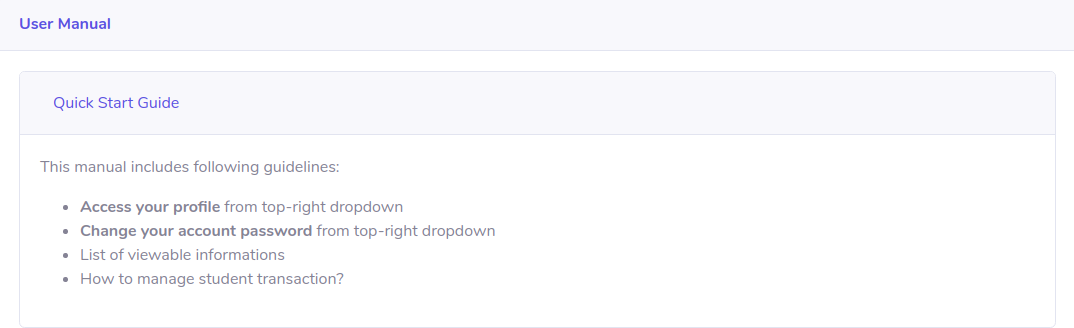 User Manual
Quick Start Guide
This manual includes following guidelines:
Access your profile from top-right dropdown
Change your account password from top-right dropdown
List of viewable informations
How to manage student transaction?